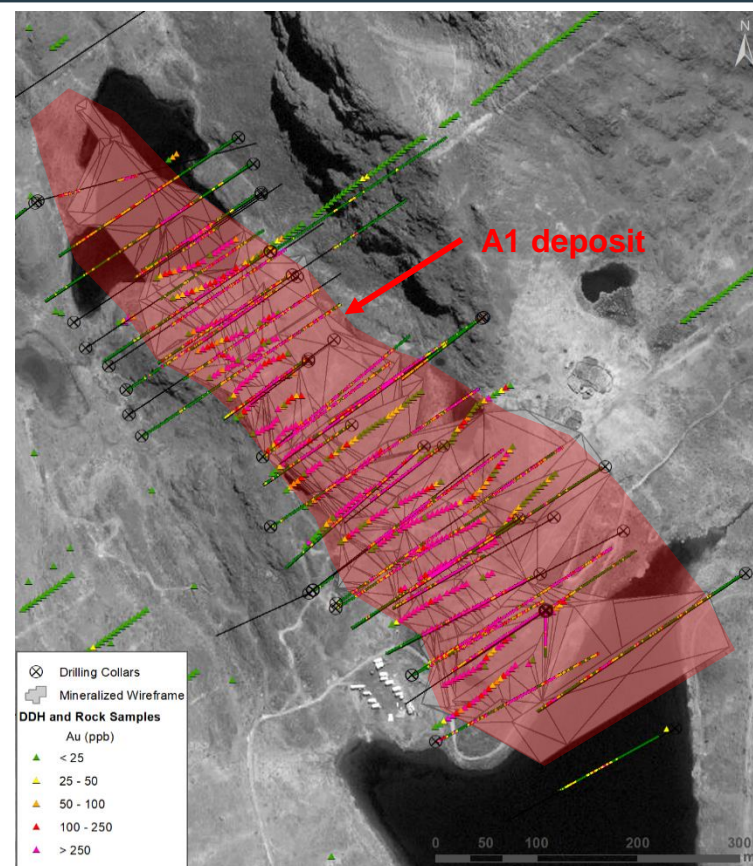 N
A1 deposit
Drilling Collars
Mineralized Wireframe
DDH and Rock Samples
Au (ppb)
< 25
25 - 50
50 - 100
100 - 250
> 250
0 50 100 200 300